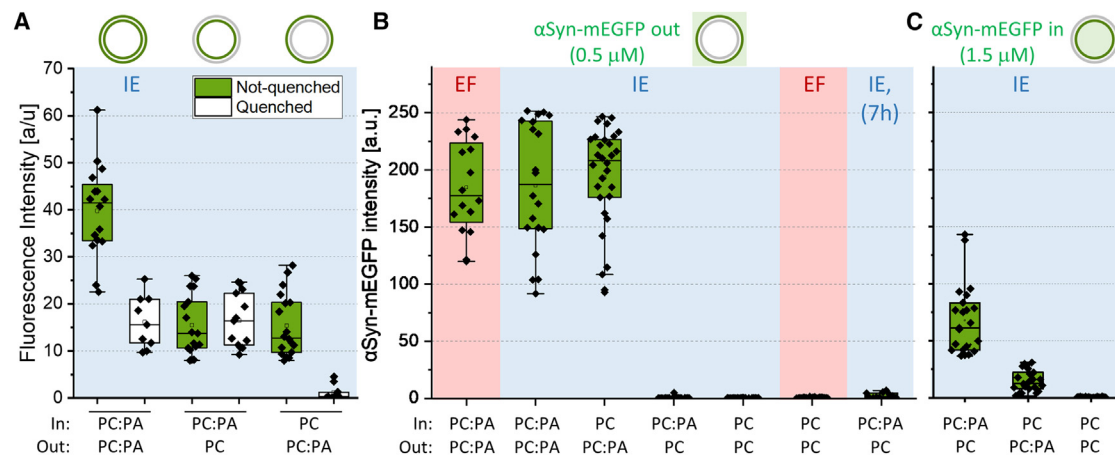 A
B
C
αSyn-mEGFP out
(0.5 μM)
αSyn-mEGFP in
(1.5 μM)
Fluorescence Intensity [a/u]
70
60
50
40
30
20
10
0
IE
Not-quenched
Quenched
In: PC:PA PC:PA PC
Out: PC:PA PC PC:PA
αSyn-mEGFP intensity [a.u.]
250
200
150
100
50
0
EF IE EF IE,
(7h)
PC:PA PC:PA PC PC:PA PC PC PC:PA
PC:PA PC:PA PC:PA PC PC PC PC
IE
PC:PA PC PC
PC PC:PA PC